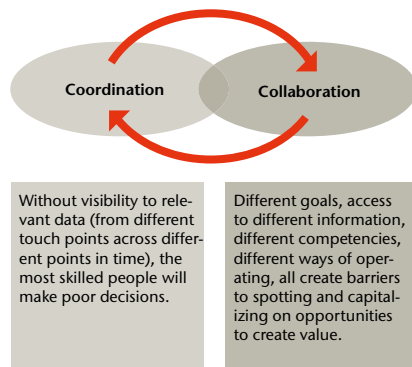 Coordination
Collaboration
Without visibility to rele-
vant data (from different
touch points across differ-
ent points in time), the
most skilled people will
make poor decisions.
Different goals, access
to different information,
different competencies,
different ways of oper-
ating, all create barriers
to spotting and capital-
izing on opportunities
to create value.